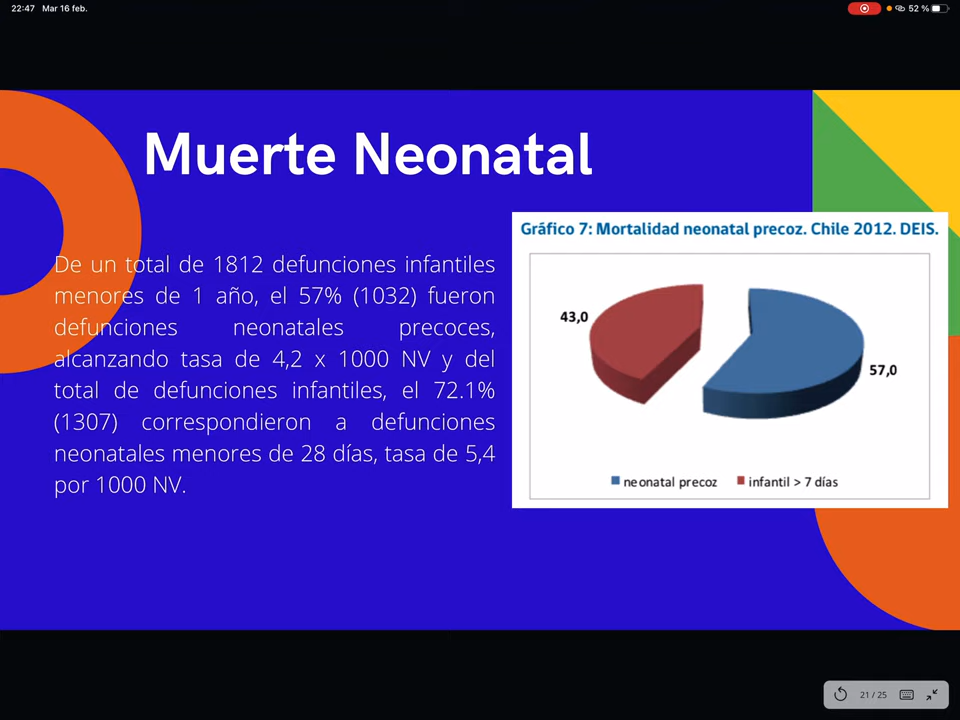 22:47 Mar 16 feb.
52 %
Muerte Neonatal
De un total de 1812 defunciones infantiles
menores de 1 año, el 57% (1032) fueron
defunciones neonatales precoces,
alcanzando tasa de 4,2 x 1000 NV y del
total de defunciones infantiles, el 72.1%
(1307) correspondieron a defunciones
neonatales menores de 28 días, tasa de 5,4
por 1000 NV.
Gráfico 7: Mortalidad neonatal precoz. Chile 2012. DEIS.
43,0
57,0
neonatal precoz infantil > 7 días
21 / 25